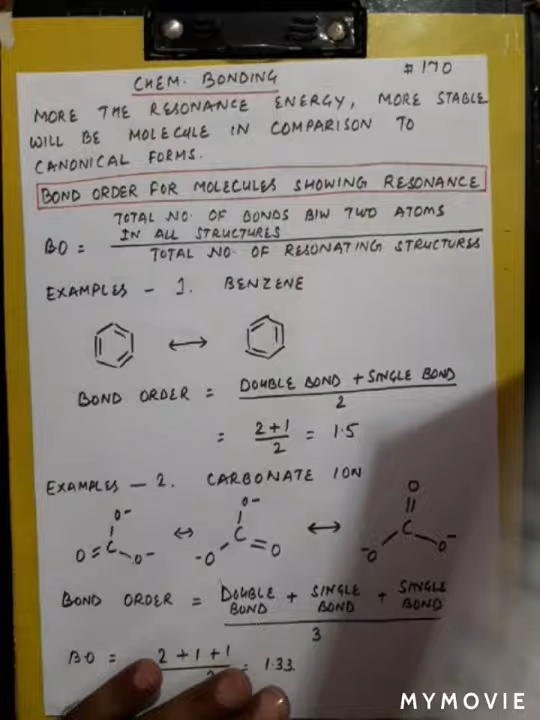 CHEM. BONDING
# 170
MORE THE RESONANCE ENERGY, MORE STABLE
WILL BE MOLECULE IN COMPARISON TO
CANONICAL FORMS.
BOND ORDER FOR MOLECULES SHOWING RESONANCE
TOTAL NO. OF BONDS B/W TWO ATOMS
IN ALL STRUCTURES
BO =
TOTAL NO. OF RESONATING STRUCTURES
EXAMPLES - 1. BENZENE
↔
BOND ORDER = DOUBLE BOND + SINGLE BOND
2
= 2+1 = 1.5
2
EXAMPLES - 2. CARBONATE ION
O- O- O
C ↔ C ↔ C
O= O- -O =O -O O-
BOND ORDER = DOUBLE BOND + SINGLE BOND + SINGLE BOND
3
BO = 2+1+1 = 1.33
MYMOVIE